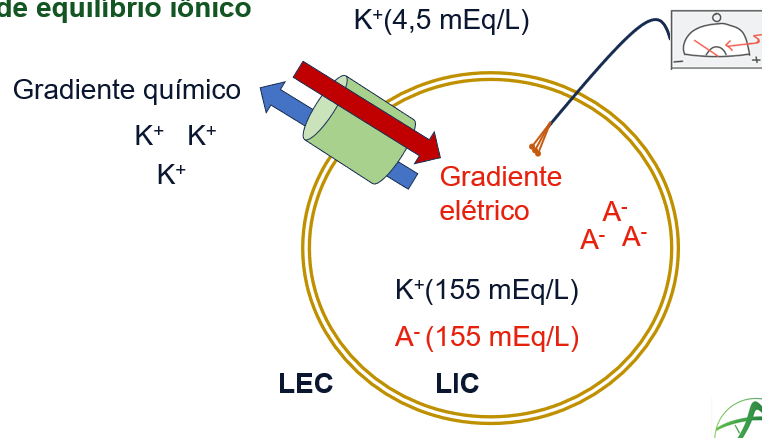 de equilíbrio iônico
K⁺(4,5 mEq/L)
Gradiente químico
K⁺ K⁺
K⁺
Gradiente
elétrico
A⁻
A⁻ A⁻
K⁺(155 mEq/L)
A⁻ (155 mEq/L)
LEC LIC
- +